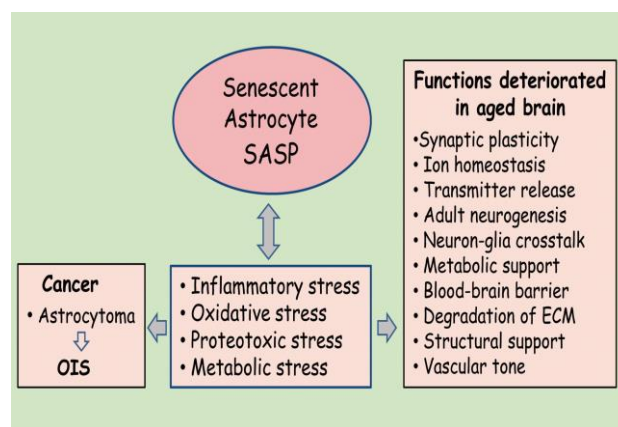 Senescent
Astrocyte
SASP
Cancer
• Astrocytoma
OIS
• Inflammatory stress
• Oxidative stress
• Proteotoxic stress
• Metabolic stress
Functions deteriorated
in aged brain
•Synaptic plasticity
• Ion homeostasis
• Transmitter release
• Adult neurogenesis
• Neuron-glia crosstalk
• Metabolic support
• Blood-brain barrier
• Degradation of ECM
• Structural support
• Vascular tone